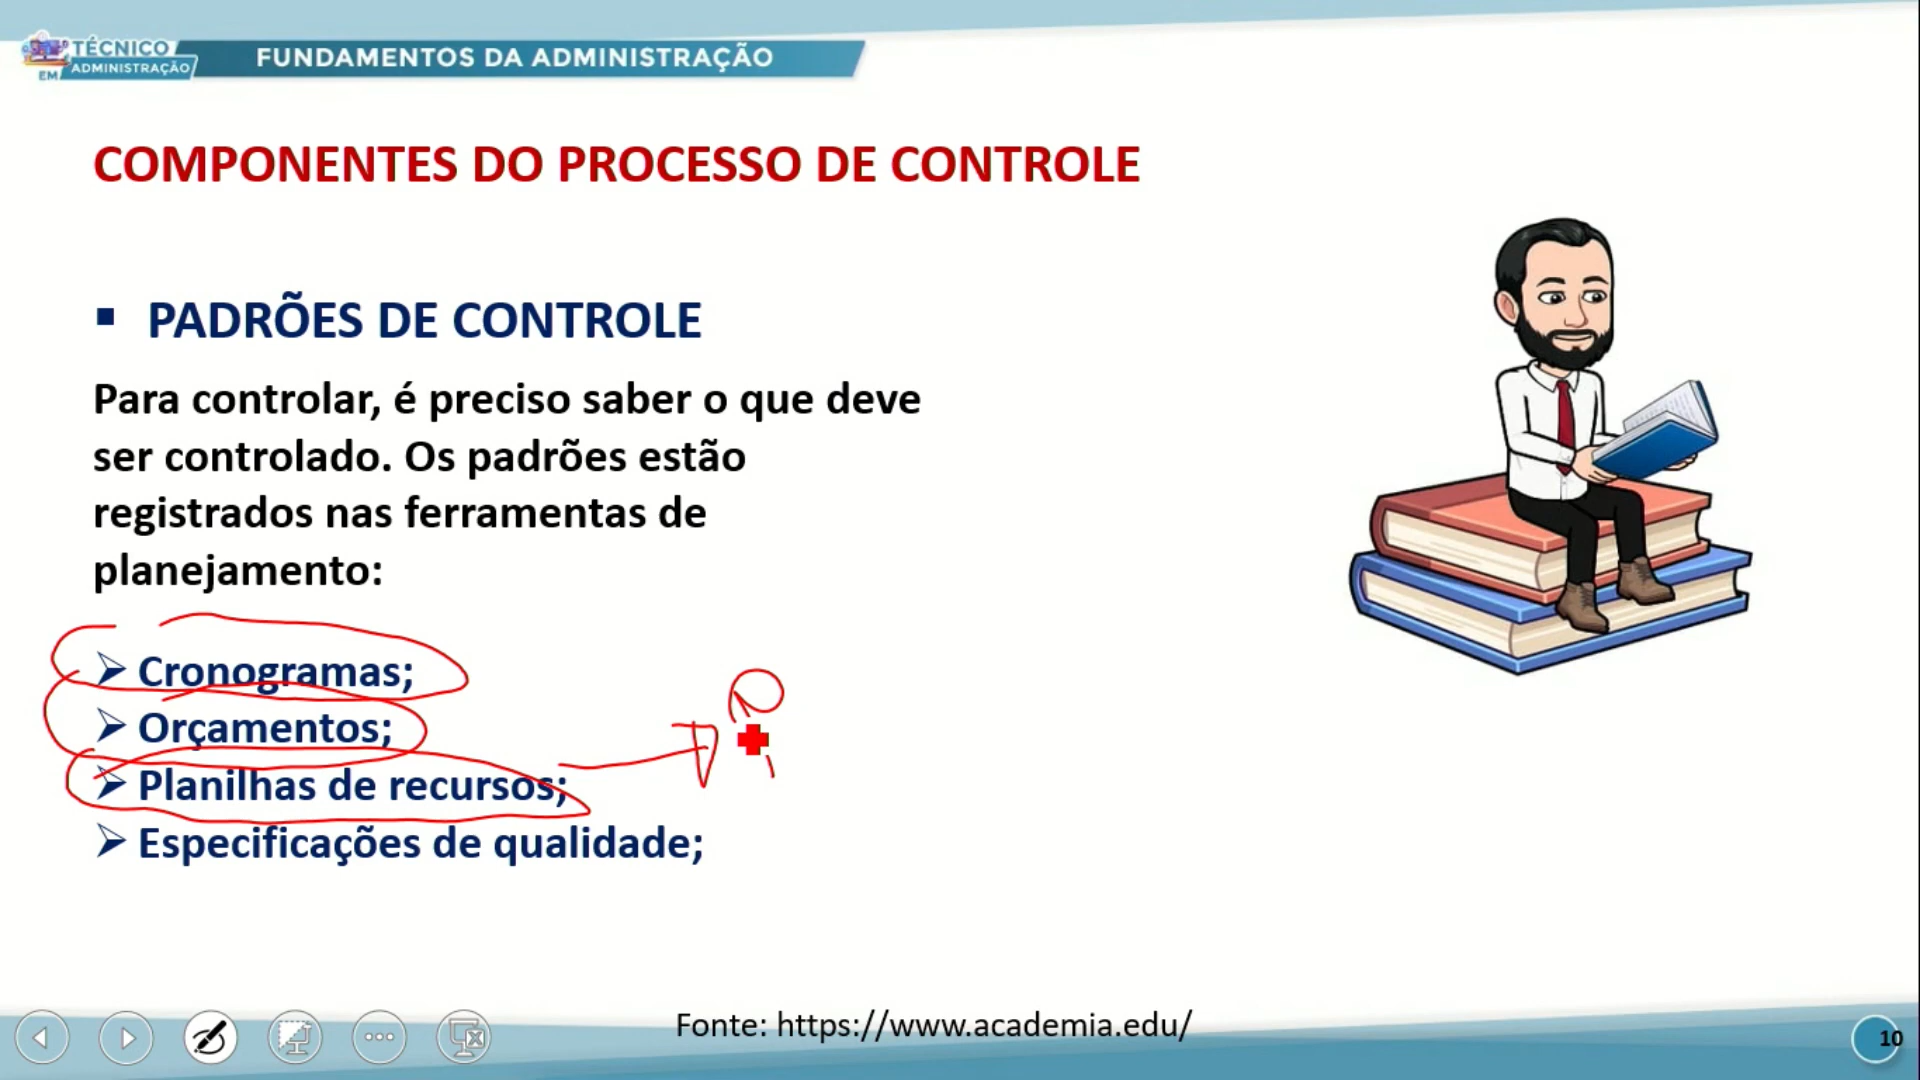 TÉCNICO
EM ADMINISTRAÇÃO
FUNDAMENTOS DA ADMINISTRAÇÃO
COMPONENTES DO PROCESSO DE CONTROLE
▪ PADRÕES DE CONTROLE
Para controlar, é preciso saber o que deve
ser controlado. Os padrões estão
registrados nas ferramentas de
planejamento:
➢ Cronogramas;
➢ Orçamentos;
➢ Planilhas de recursos;
➢ Especificações de qualidade;
Fonte: https://www.academia.edu/
10